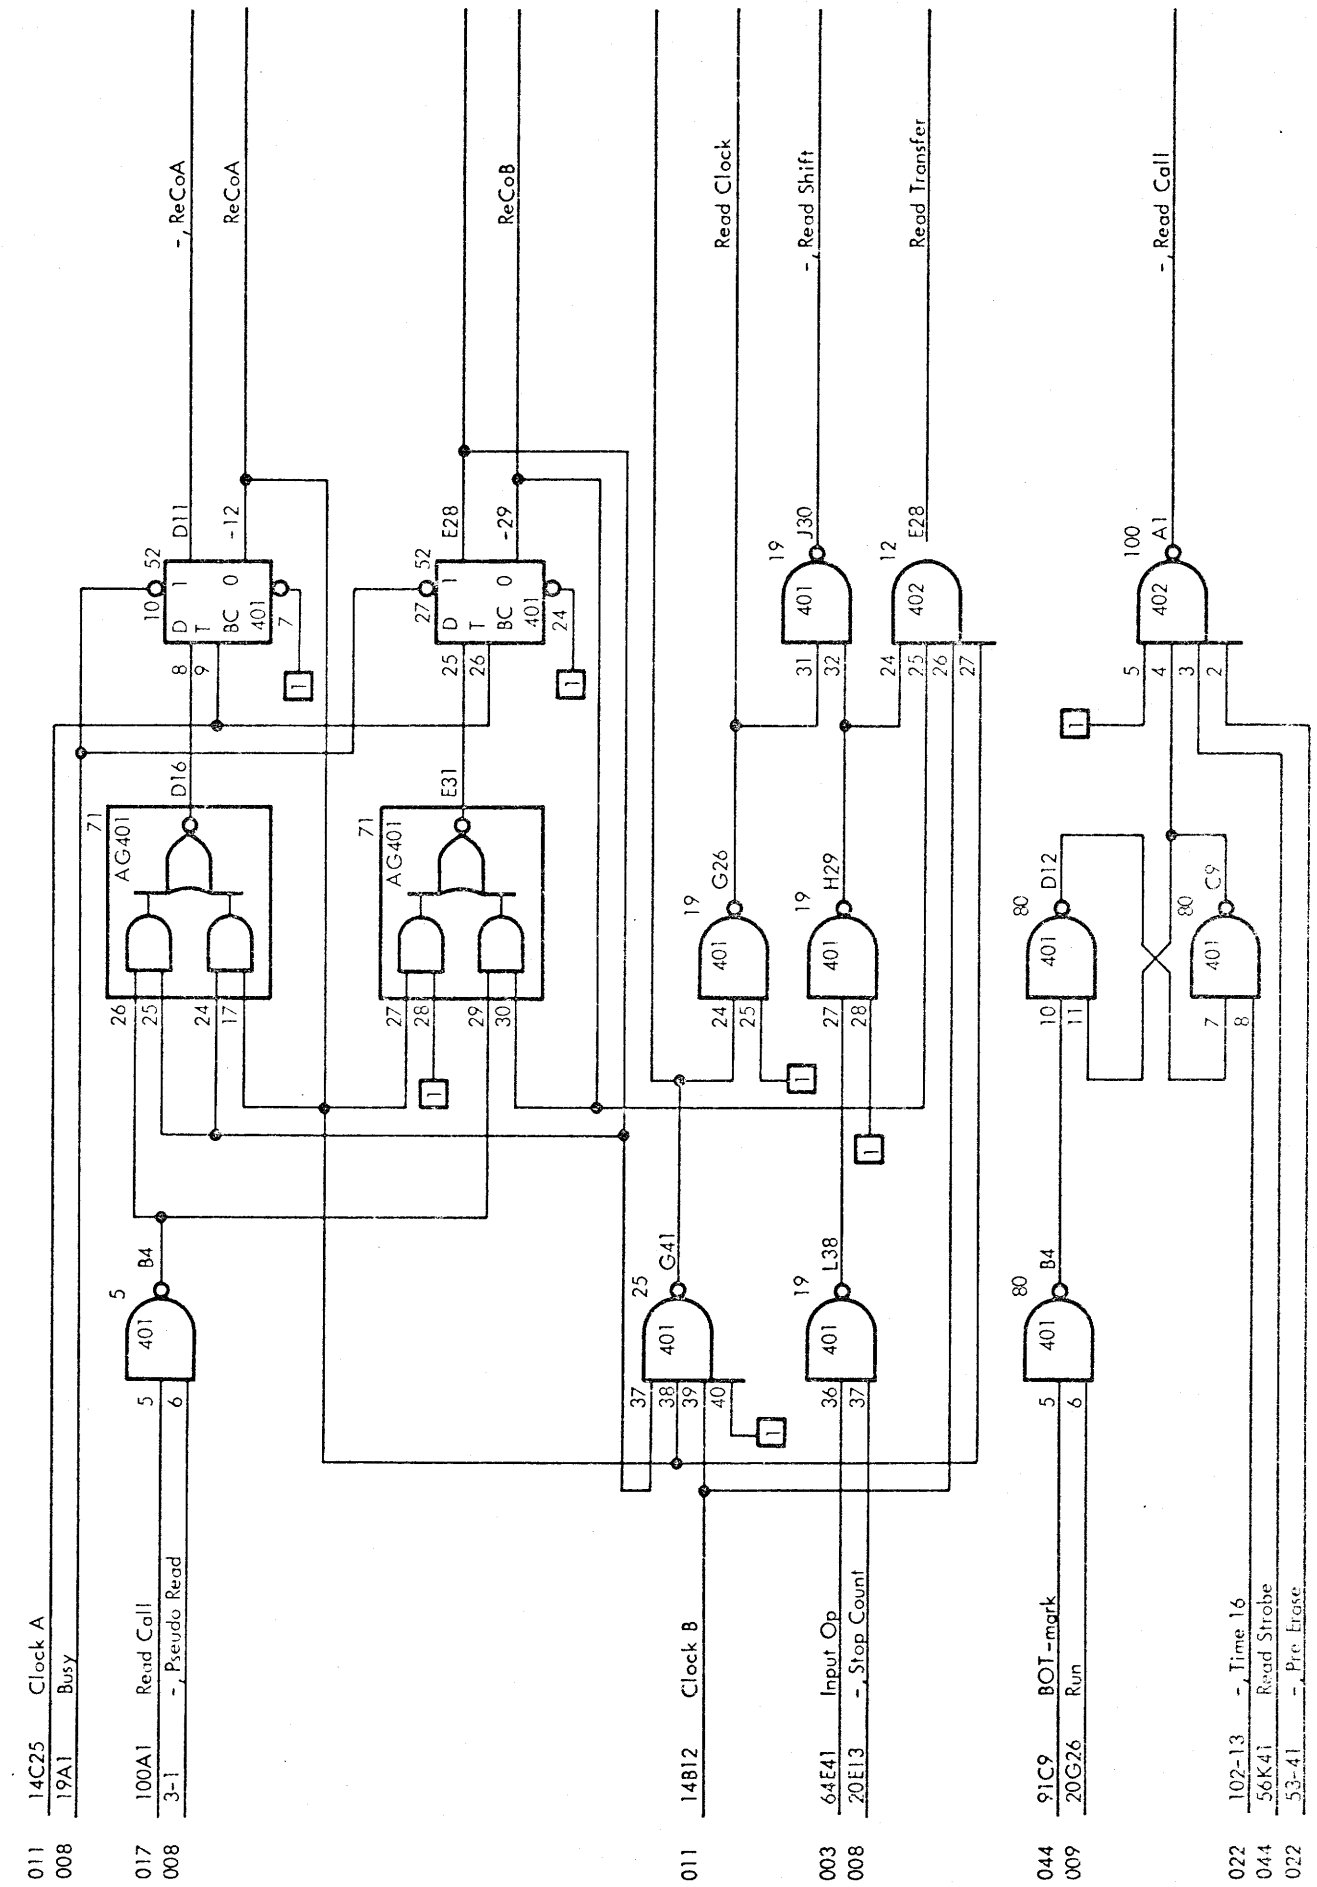 011 14C25 Clock A
008 19A1 Busy
017 100A1 Read Call
008 3-1 -,Pseudo Read
5
6
401
5
B4
26
25
24
17
AG401
71
D16
8
9
10
52
D 1
T
BC 0
401
7
1
D11
-12
-,ReCoA
ReCoA
27
28
29
30
1
AG401
71
E31
25
26
27
52
D 1
T
BC 0
401
24
1
E28
-29
ReCoB
011 14B12 Clock B
37
38
39
40
1
401
25
G41
24
25
1
401
19
G26
Read Clock
003 64E41 Input Op
008 20E13 -,Stop Count
36
37
401
19
L38
27
28
1
401
19
H29
31
32
401
19
J30
-,Read Shift
24
25
26
27
402
12
E28
Read Transfer
044 91C9 BOT-mark
009 20G26 Run
5
6
401
80
B4
10
11
401
80
D12
7
8
401
80
C9
1
5
4
3
2
402
100
A1
-,Read Call
022 102-13 -,Time 16
044 56K41 Read Strobe
022 53-41 -,Pre Erase